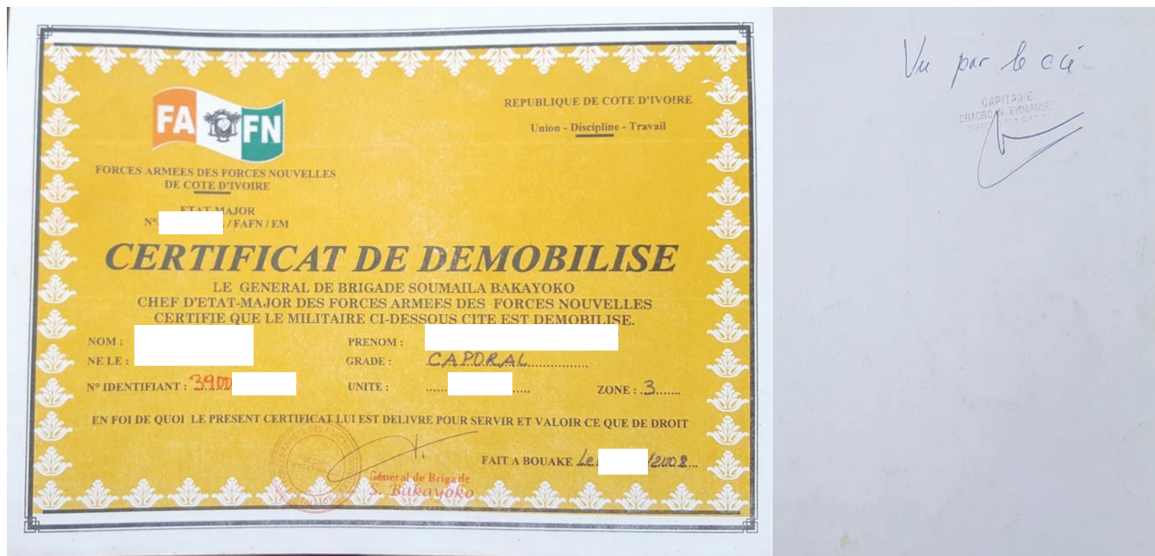 FA FN
FORCES ARMEES DES FORCES NOUVELLES
DE COTE D'IVOIRE
REPUBLIQUE DE COTE D'IVOIRE
Union - Discipline - Travail
ETAT-MAJOR
N° / FAFN / EM
CERTIFICAT DE DEMOBILISE
LE GENERAL DE BRIGADE SOUMAILA BAKAYOKO
CHEF D'ETAT-MAJOR DES FORCES ARMEES DES FORCES NOUVELLES
CERTIFIE QUE LE MILITAIRE CI-DESSOUS CITE EST DEMOBILISE.
NOM : PRENOM :
NE LE : GRADE : CAPORAL
N° IDENTIFIANT : 3900 UNITE : ZONE : 3
EN FOI DE QUOI LE PRESENT CERTIFICAT LUI EST DELIVRE POUR SERVIR ET VALOIR CE QUE DE DROIT
FAIT A BOUAKE Le /2008
Général de Brigade
S. Bakayoko
Vu par le
CAPITAINE
EMMANUEL